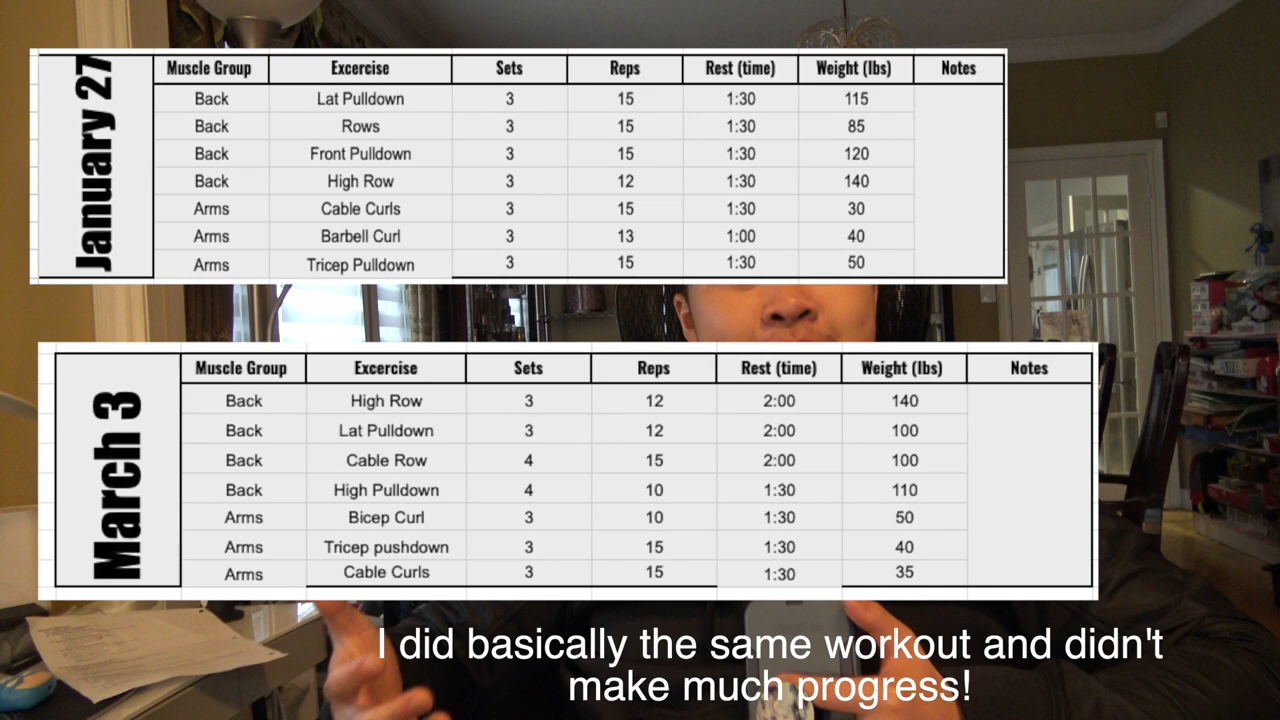 January 27
Muscle Group Excercise Sets Reps Rest (time) Weight (lbs) Notes
Back Lat Pulldown 3 15 1:30 115
Back Rows 3 15 1:30 85
Back Front Pulldown 3 15 1:30 120
Back High Row 3 12 1:30 140
Arms Cable Curls 3 15 1:30 30
Arms Barbell Curl 3 13 1:00 40
Arms Tricep Pulldown 3 15 1:30 50
March 3
Muscle Group Excercise Sets Reps Rest (time) Weight (lbs) Notes
Back High Row 3 12 2:00 140
Back Lat Pulldown 3 12 2:00 100
Back Cable Row 4 15 2:00 100
Back High Pulldown 4 10 1:30 110
Arms Bicep Curl 3 10 1:30 50
Arms Tricep pushdown 3 15 1:30 40
Arms Cable Curls 3 15 1:30 35
I did basically the same workout and didn't
make much progress!